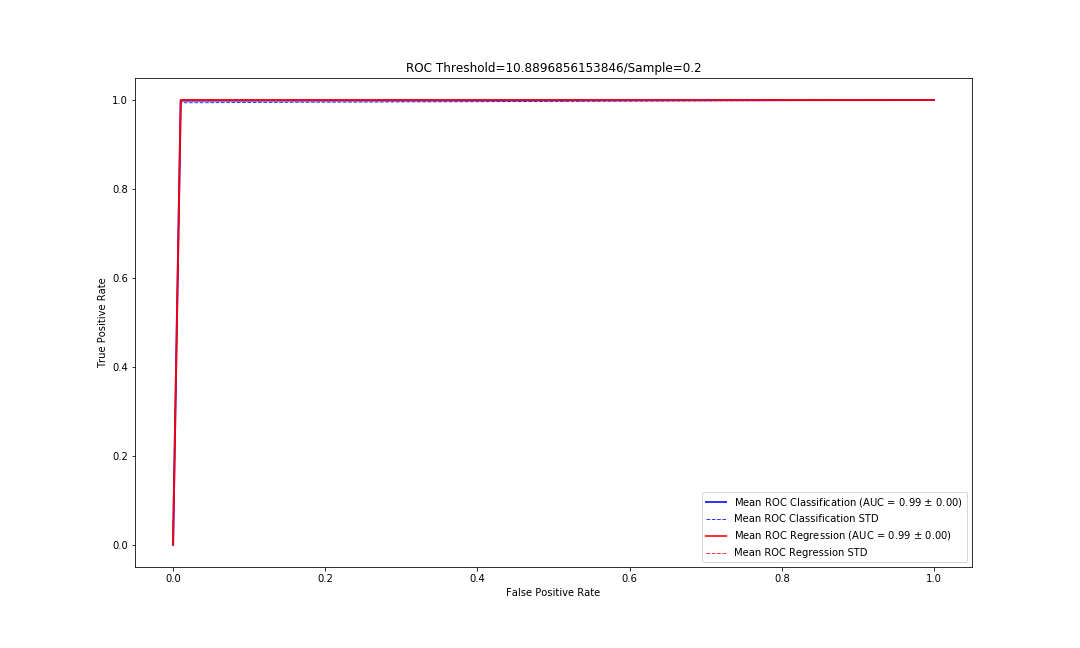 ROC Threshold=10.8896856153846/Sample=0.2
1.0
0.8
0.6
0.4
0.2
0.0
True Positive Rate
Mean ROC Classification (AUC = 0.99 ± 0.00)
Mean ROC Classification STD
Mean ROC Regression (AUC = 0.99 ± 0.00)
Mean ROC Regression STD
0.0 0.2 0.4 0.6 0.8 1.0
False Positive Rate